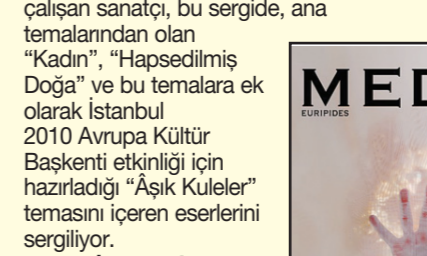 çalışan sanatçı, bu sergide, ana
temalarından olan
“Kadın”, “Hapsedilmiş
Doğa” ve bu temalara ek
olarak İstanbul
2010 Avrupa Kültür
Başkenti etkinliği için
hazırladığı “Âşık Kuleler”
temasını içeren eserlerini
sergiliyor.
MED
EURIPIDES